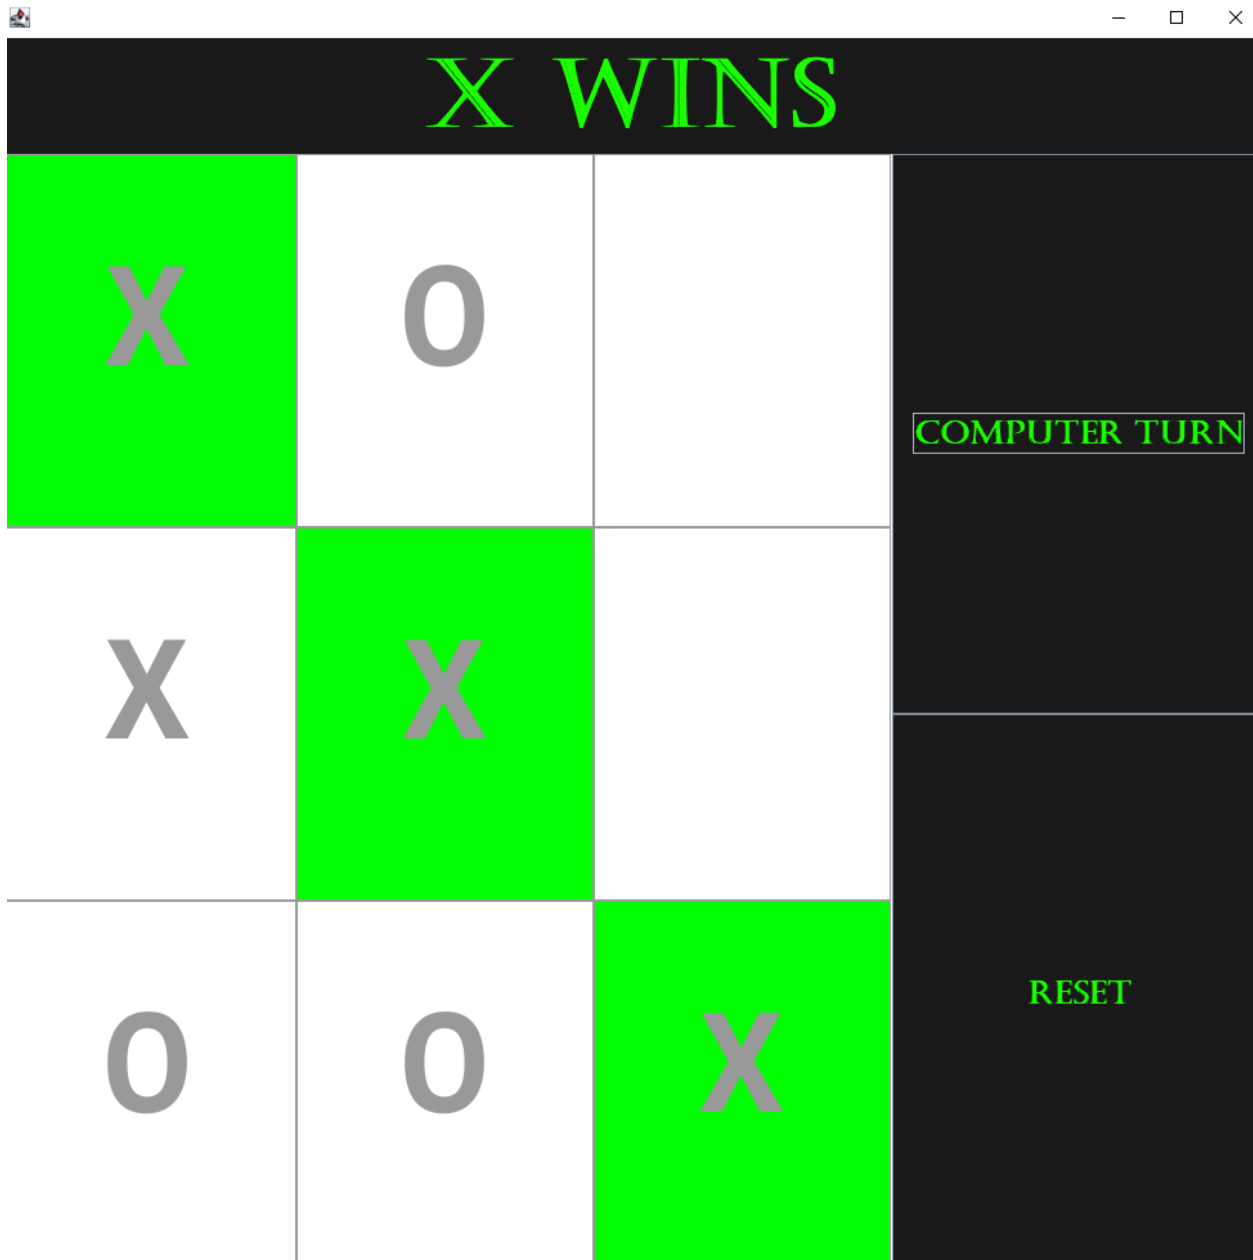 X WINS
X O
COMPUTER TURN
X X
O O X
RESET